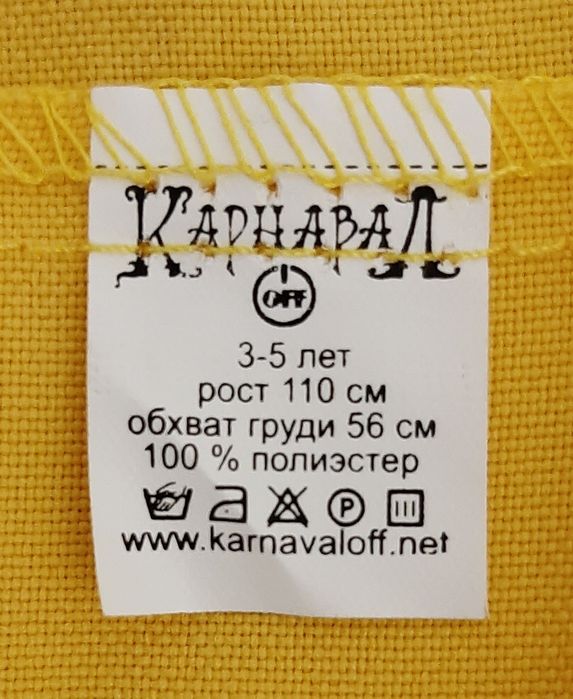 КАРНАВАЛ
OFF
3-5 лет
рост 110 см
обхват груди 56 см
100 % полиэстер
P
www.karnavaloff.net